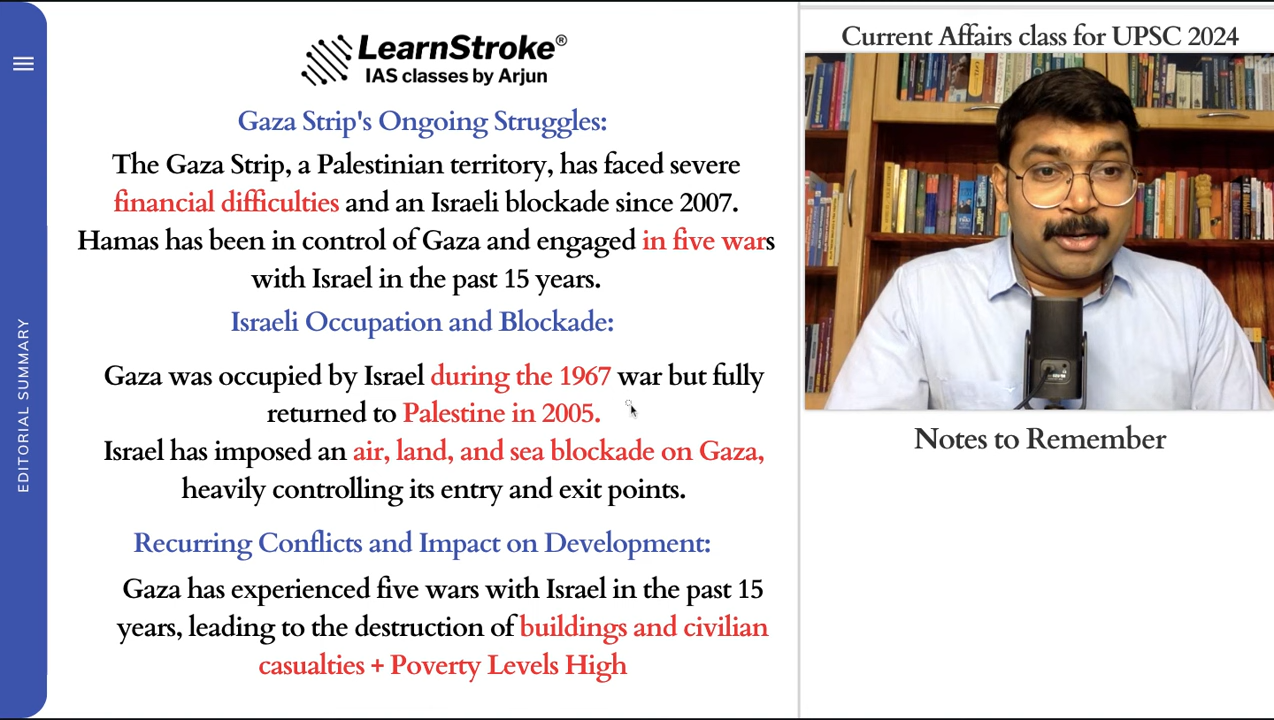 LearnStroke®
IAS classes by Arjun
Gaza Strip's Ongoing Struggles:
The Gaza Strip, a Palestinian territory, has faced severe
financial difficulties and an Israeli blockade since 2007.
Hamas has been in control of Gaza and engaged in five wars
with Israel in the past 15 years.
Israeli Occupation and Blockade:
Gaza was occupied by Israel during the 1967 war but fully
returned to Palestine in 2005.
Israel has imposed an air, land, and sea blockade on Gaza,
heavily controlling its entry and exit points.
Recurring Conflicts and Impact on Development:
Gaza has experienced five wars with Israel in the past 15
years, leading to the destruction of buildings and civilian
casualties + Poverty Levels High
EDITORIAL SUMMARY
Current Affairs class for UPSC 2024
Notes to Remember